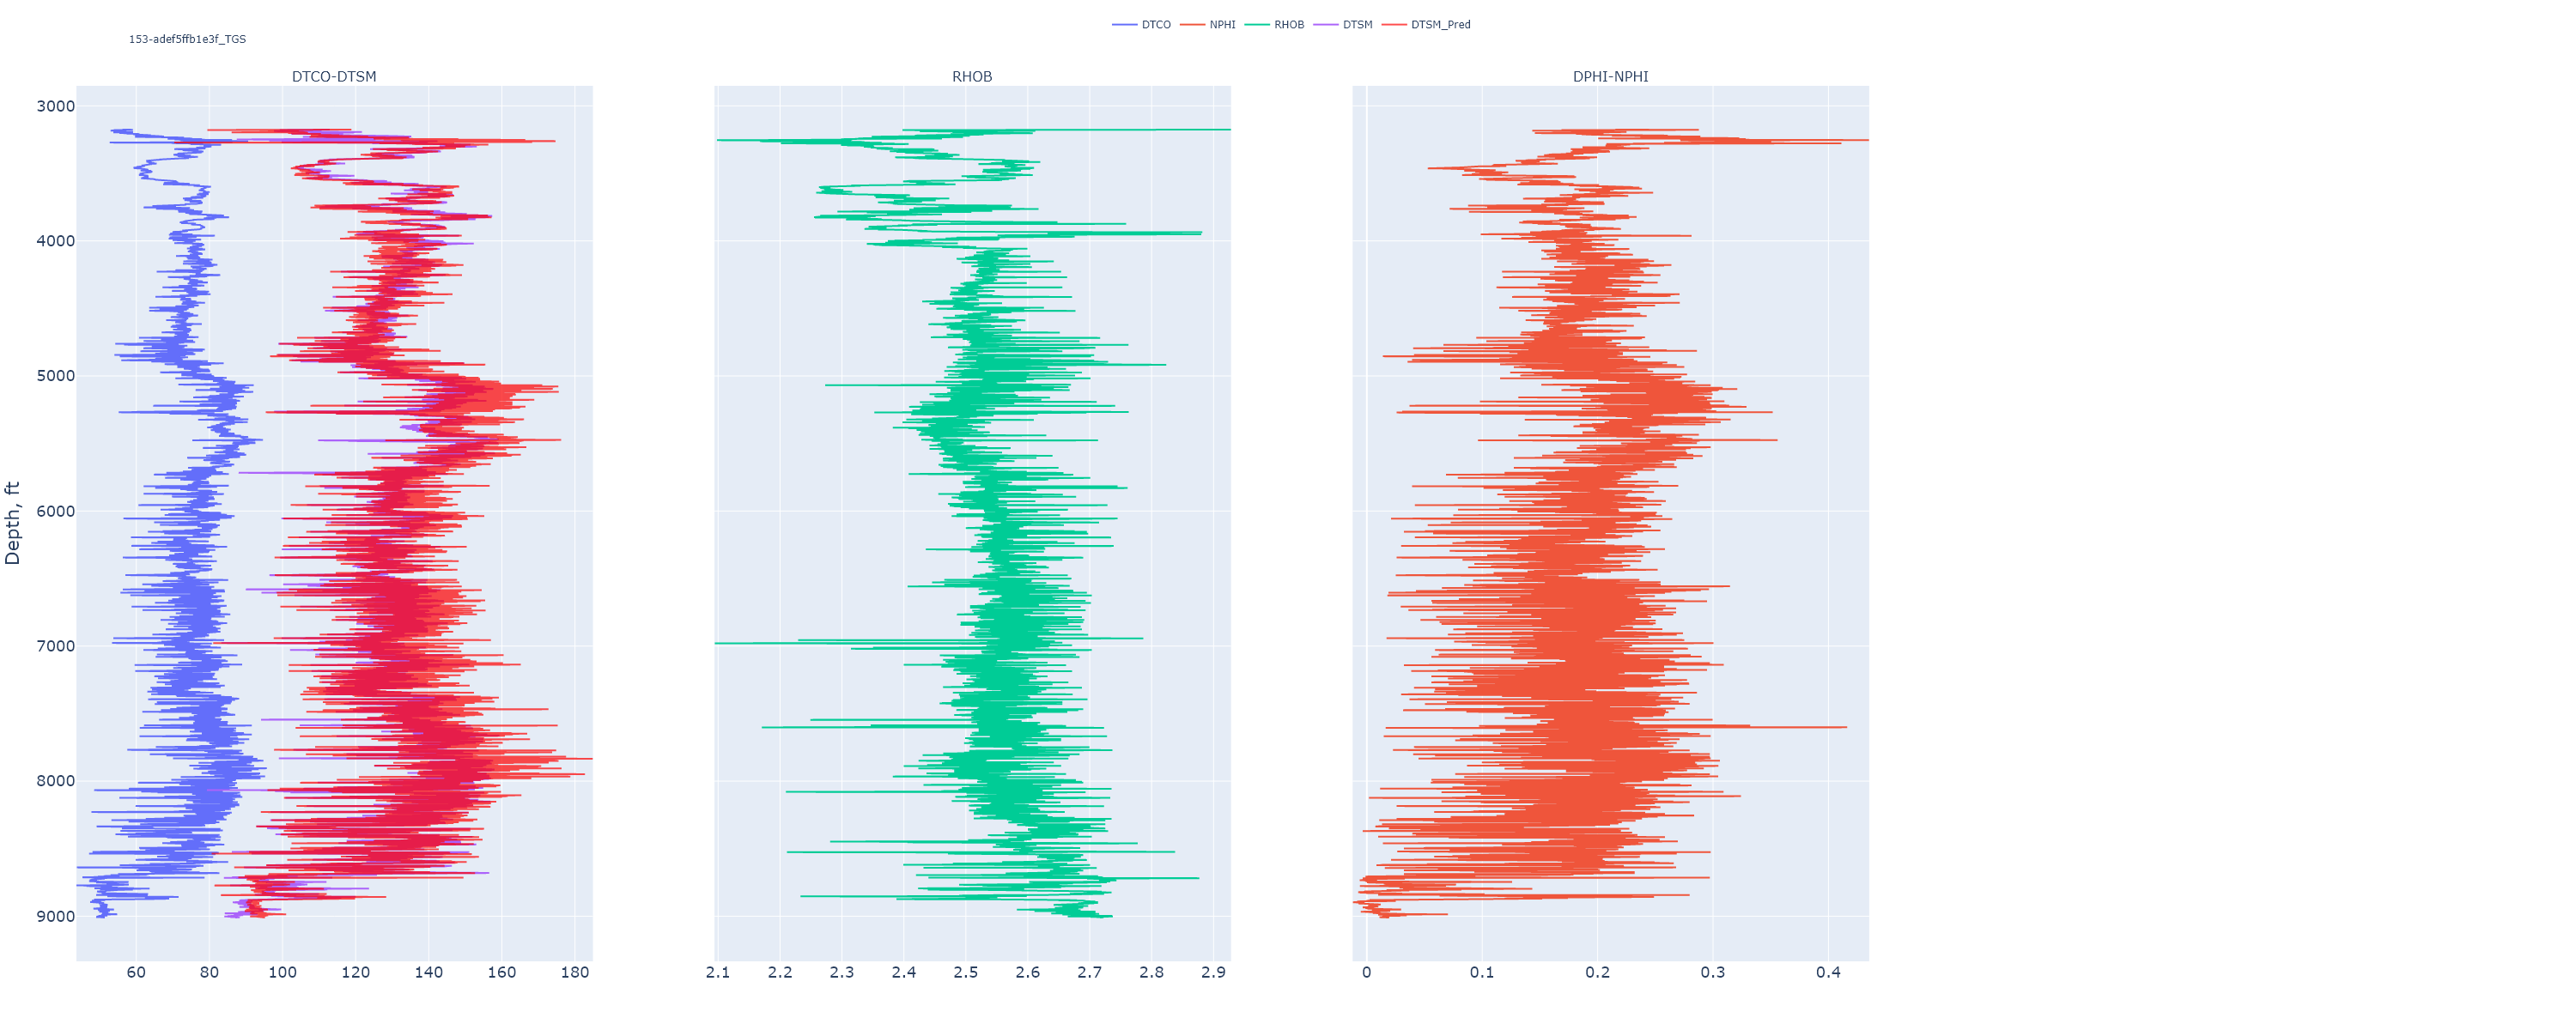 DTCO NPHI RHOB DTSM DTSM_Pred
153-adef5ffb1e3f_TGS
DTCO-DTSM RHOB DPHI-NPHI
Depth, ft
3000
4000
5000
6000
7000
8000
9000
60 80 100 120 140 160 180
2.1 2.2 2.3 2.4 2.5 2.6 2.7 2.8 2.9
0 0.1 0.2 0.3 0.4